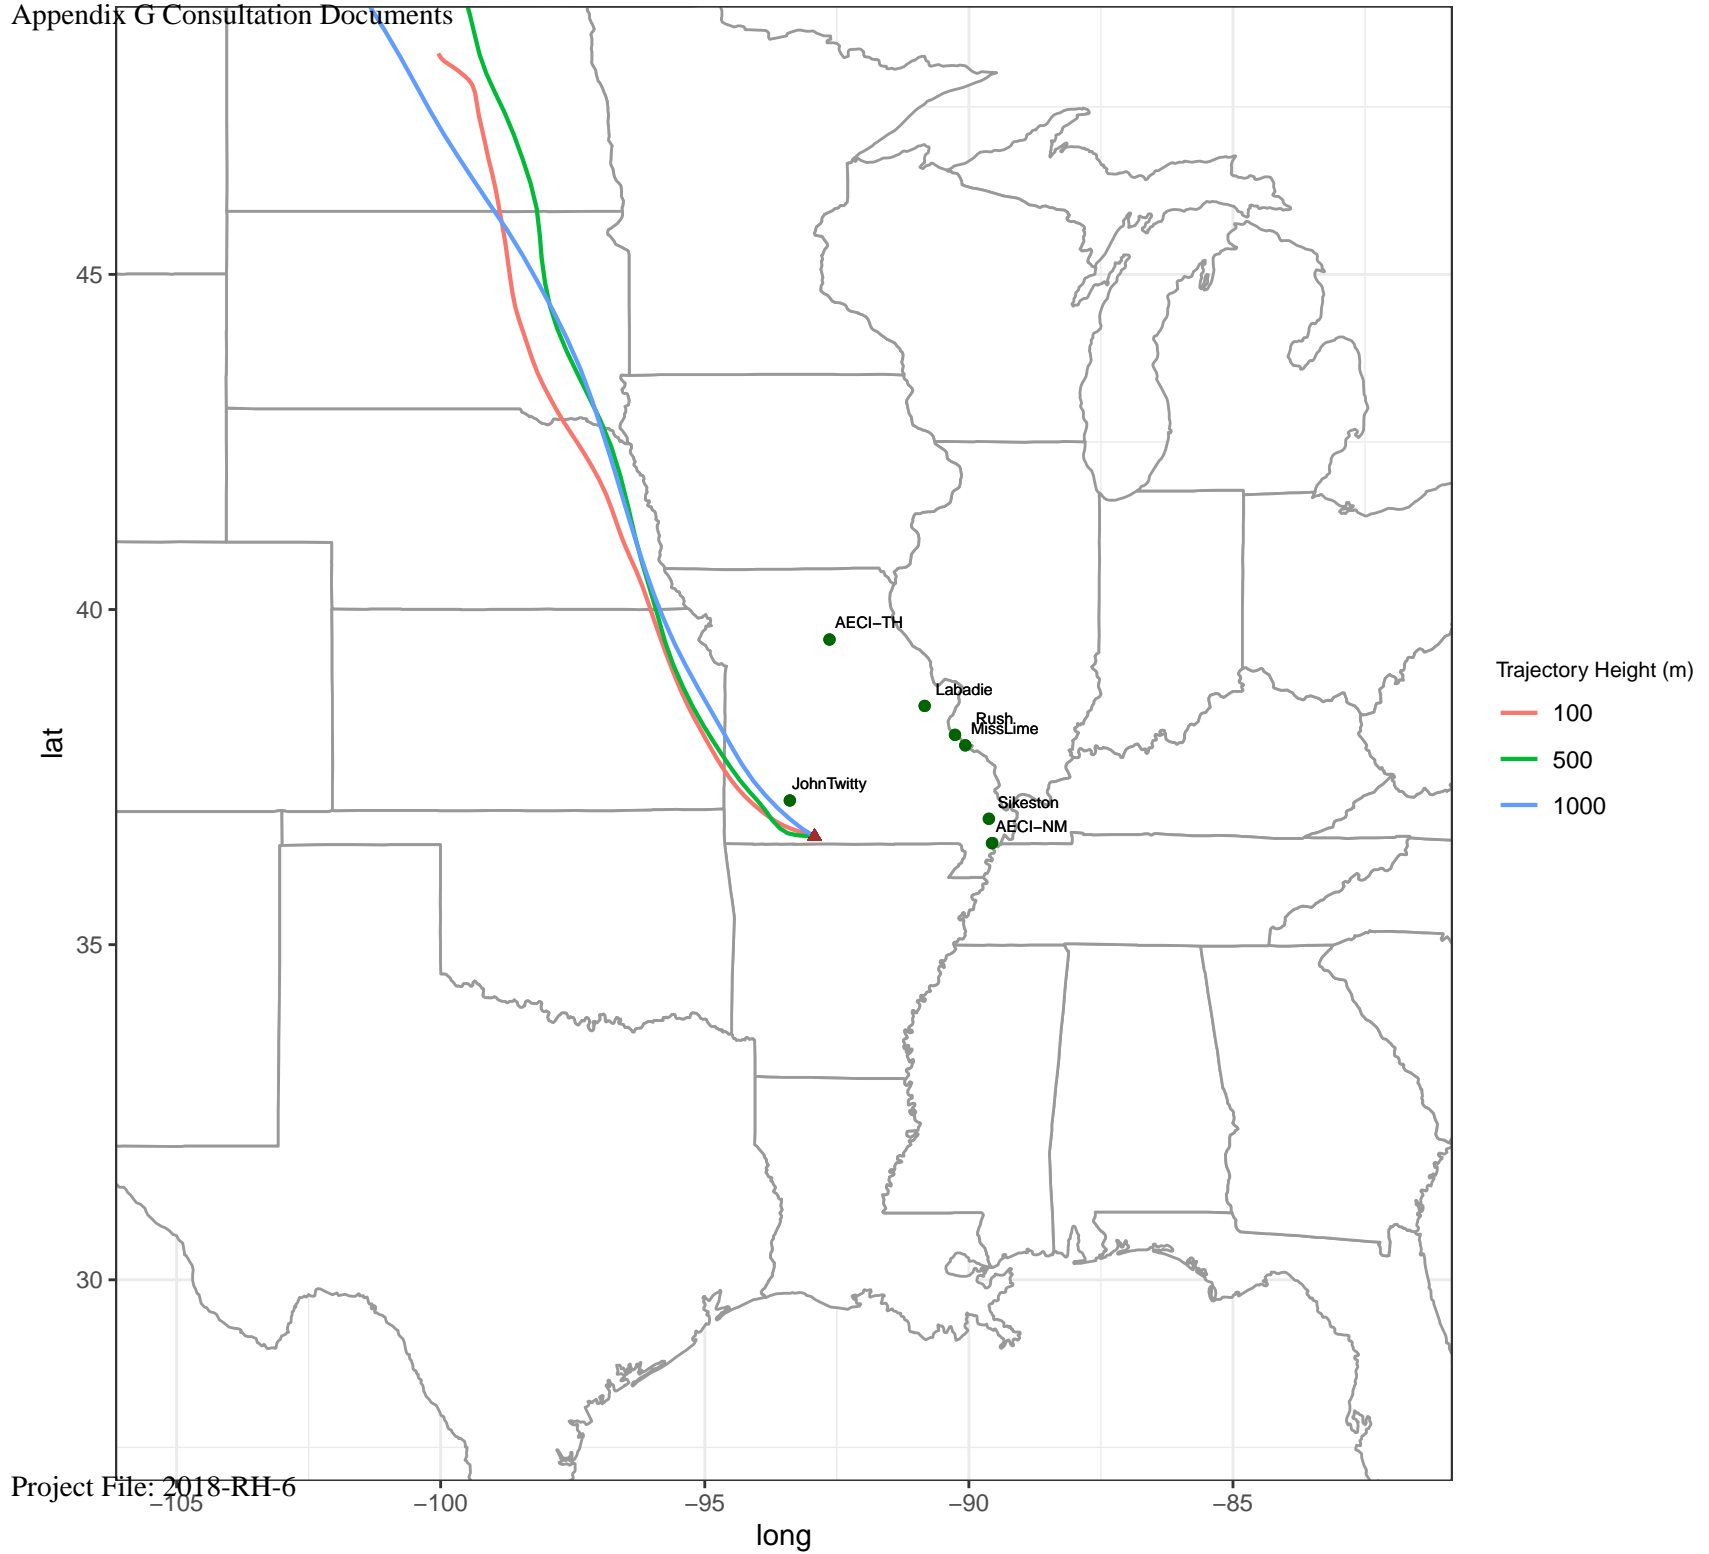 Appendix G Consultation Documents
45
40
35
30
lat
AECI−TH
Labadie
Rush
MissLime
JohnTwitty
Sikeston
AECI−NM
Trajectory Height (m)
100
500
1000
Project File: 2018-RH-6
−105
−100
−95
−90
−85
long